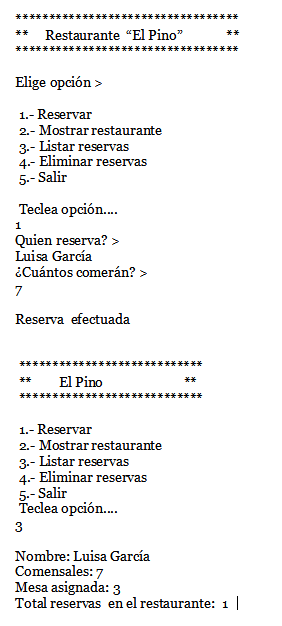 **********************************
** Restaurante “El Pino” **
**********************************
Elige opción >
1.- Reservar
2.- Mostrar restaurante
3.- Listar reservas
4.- Eliminar reservas
5.- Salir
Teclea opción....
1
Quien reserva? >
Luisa García
¿Cuántos comerán? >
7
Reserva efectuada
****************************
** El Pino **
****************************
1.- Reservar
2.- Mostrar restaurante
3.- Listar reservas
4.- Eliminar reservas
5.- Salir
Teclea opción....
3
Nombre: Luisa García
Comensales: 7
Mesa asignada: 3
Total reservas en el restaurante: 1